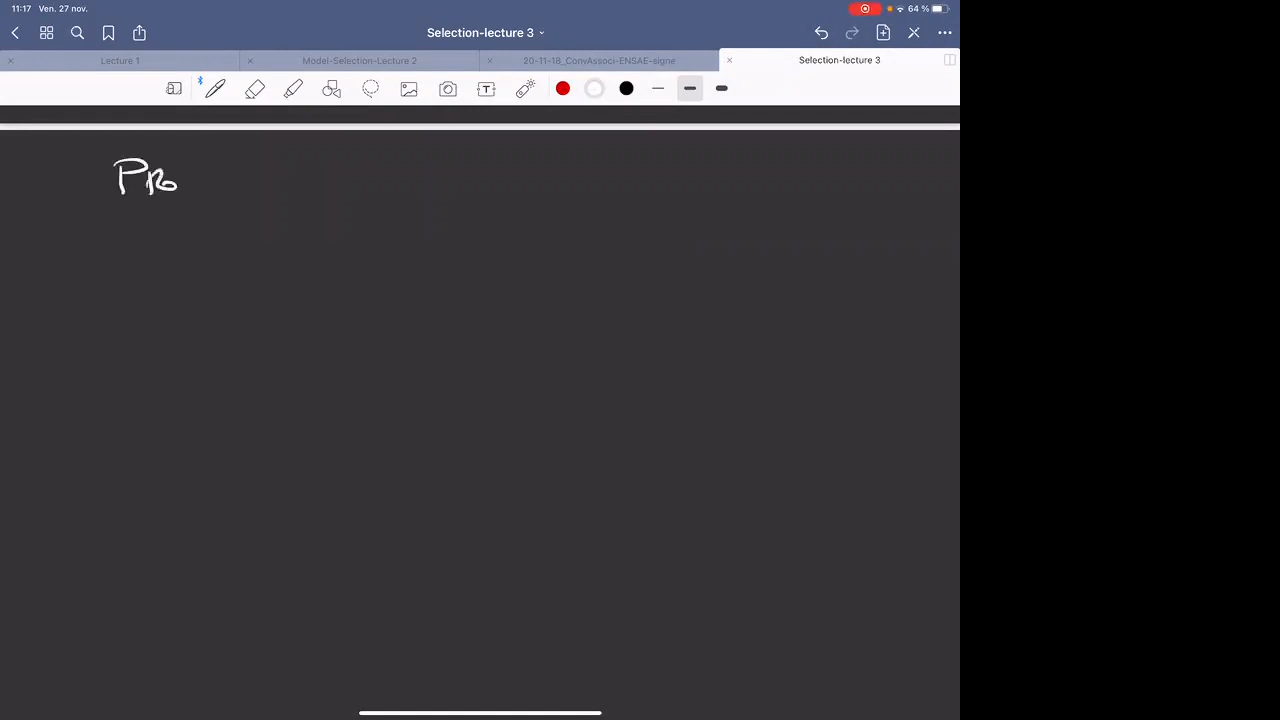 11:17 Ven. 27 nov. 64 %
Selection-lecture 3
Lecture 1 Model-Selection-Lecture 2 20-11-18_ConvAssoci-ENSAE-signe Selection-lecture 3
T
PRO